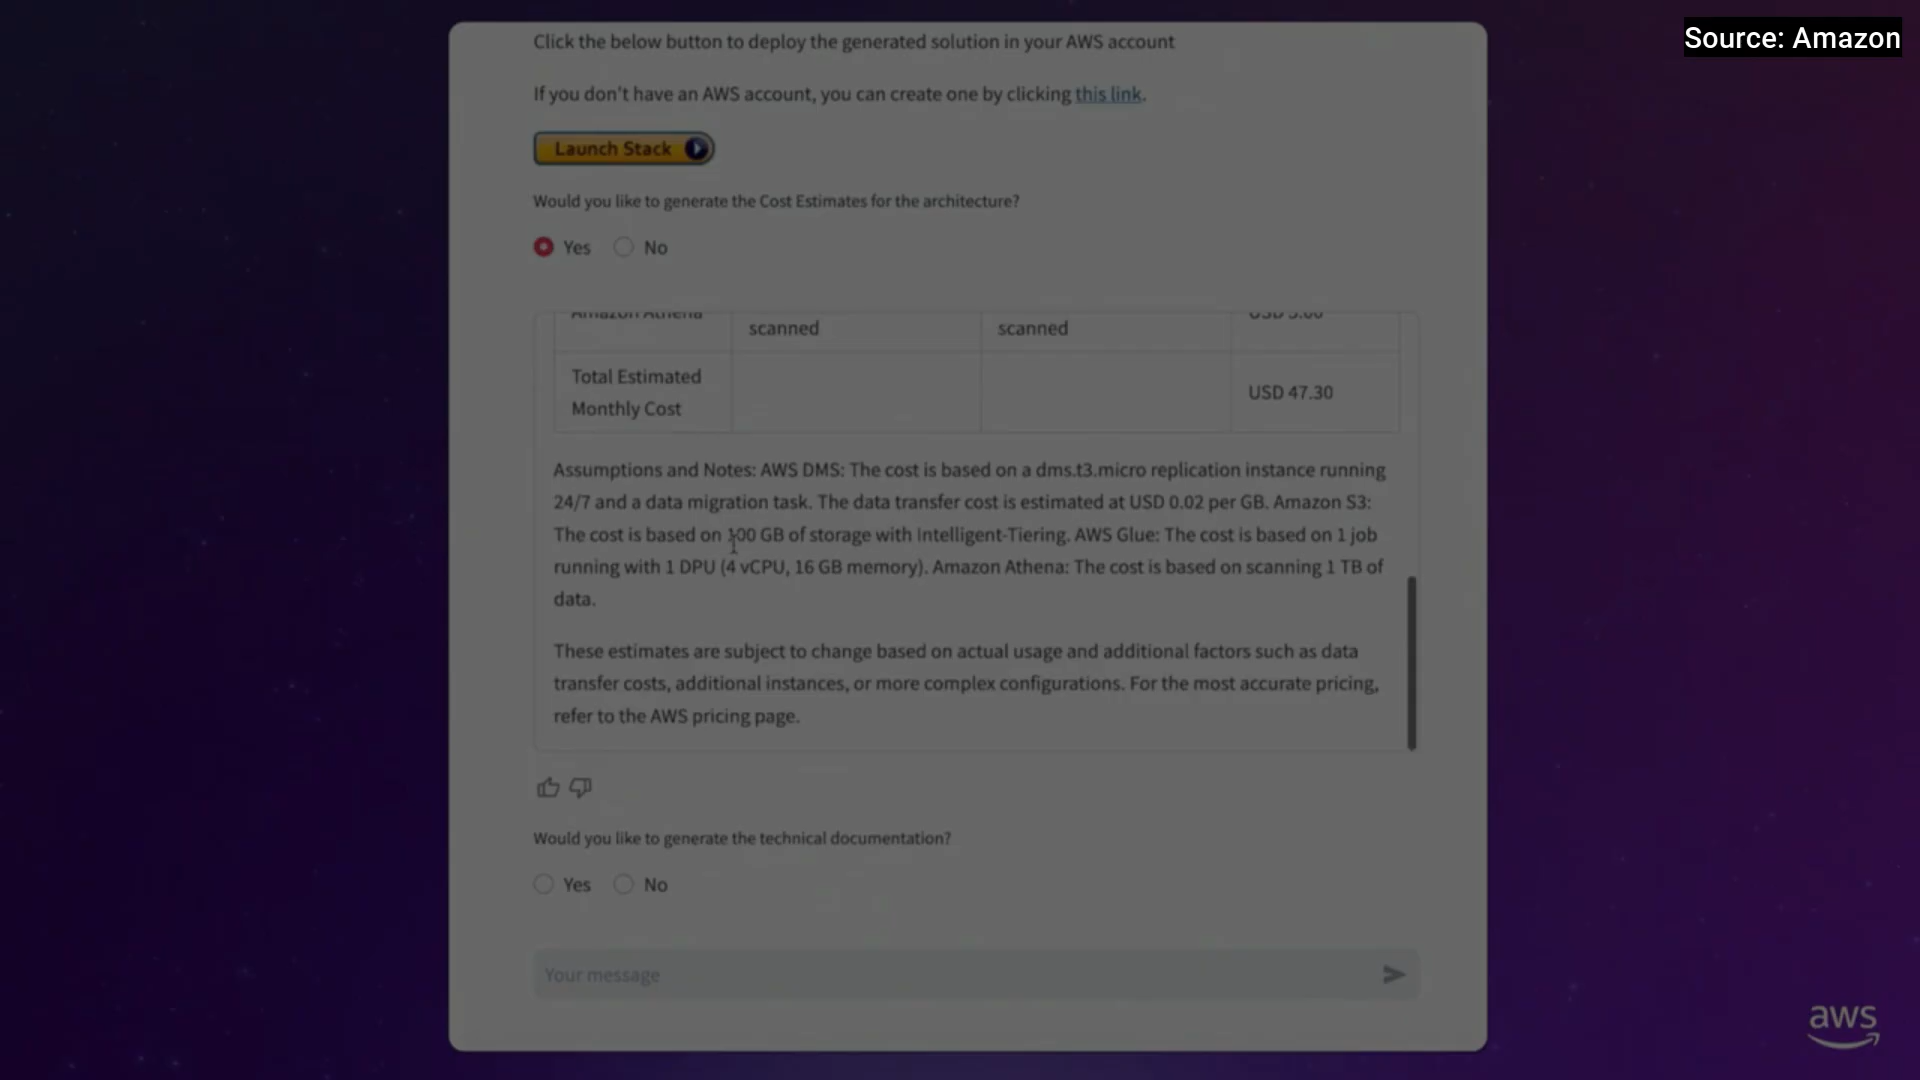 Source: Amazon
Click the below button to deploy the generated solution in your AWS account
If you don't have an AWS account, you can create one by clicking this link.
Launch Stack
Would you like to generate the Cost Estimates for the architecture?
Yes No
Amazon Athena scanned scanned USD 5.00
Total Estimated
Monthly Cost
USD 47.30
Assumptions and Notes: AWS DMS: The cost is based on a dms.t3.micro replication instance running
24/7 and a data migration task. The data transfer cost is estimated at USD 0.02 per GB. Amazon S3:
The cost is based on 100 GB of storage with Intelligent-Tiering. AWS Glue: The cost is based on 1 job
running with 1 DPU (4 vCPU, 16 GB memory). Amazon Athena: The cost is based on scanning 1 TB of
data.
These estimates are subject to change based on actual usage and additional factors such as data
transfer costs, additional instances, or more complex configurations. For the most accurate pricing,
refer to the AWS pricing page.
Would you like to generate the technical documentation?
Yes No
Your message
aws